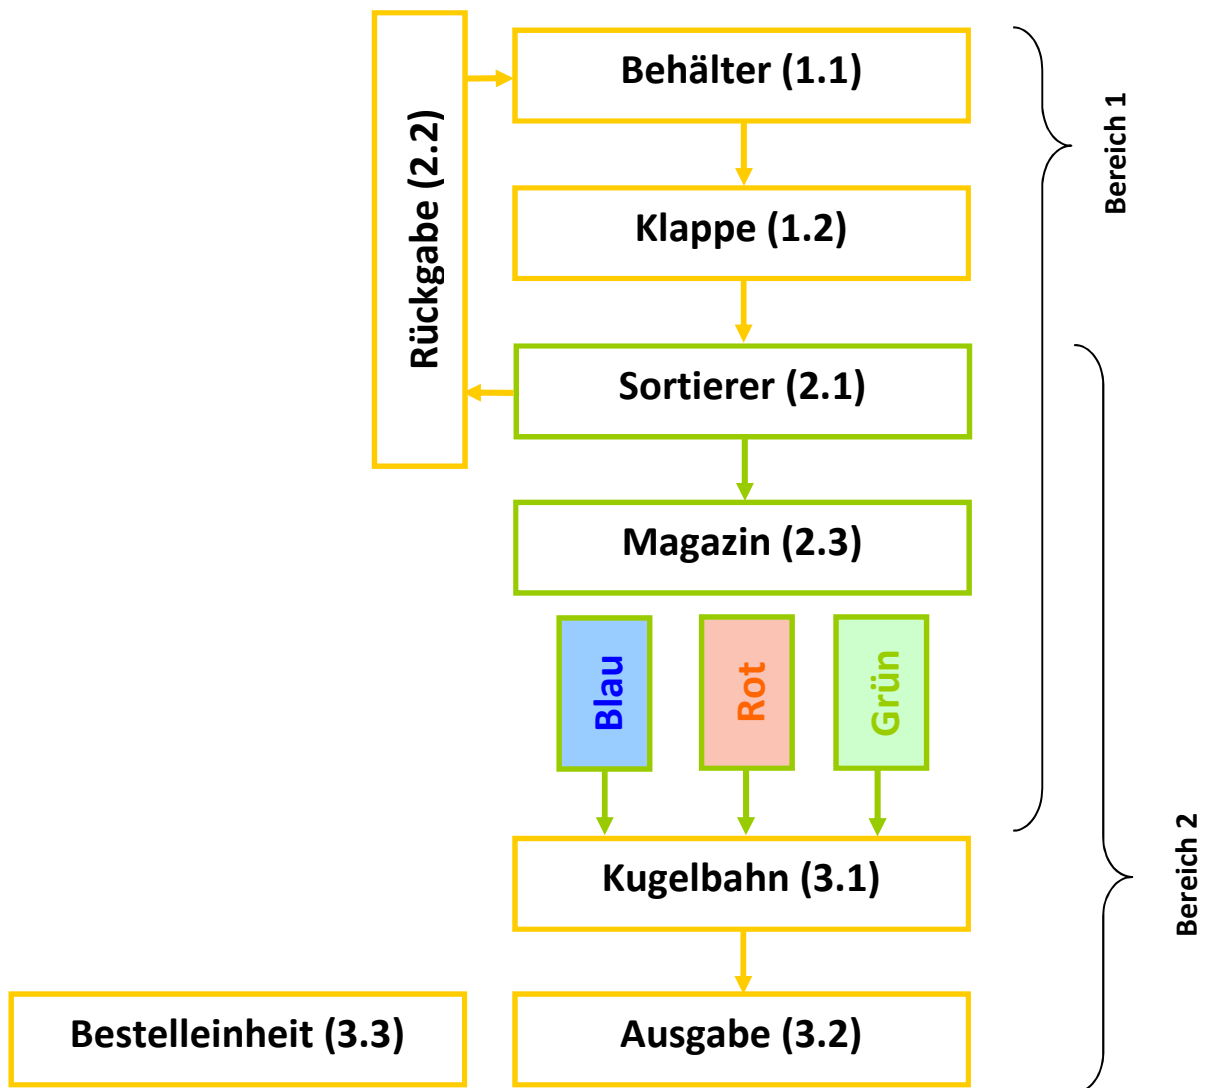 Behälter (1.1)
Rückgabe (2.2)
Bereich 1
Klappe (1.2)
Sortierer (2.1)
Magazin (2.3)
Blau
Rot
Grün
Kugelbahn (3.1)
Bereich 2
Bestelleinheit (3.3)
Ausgabe (3.2)